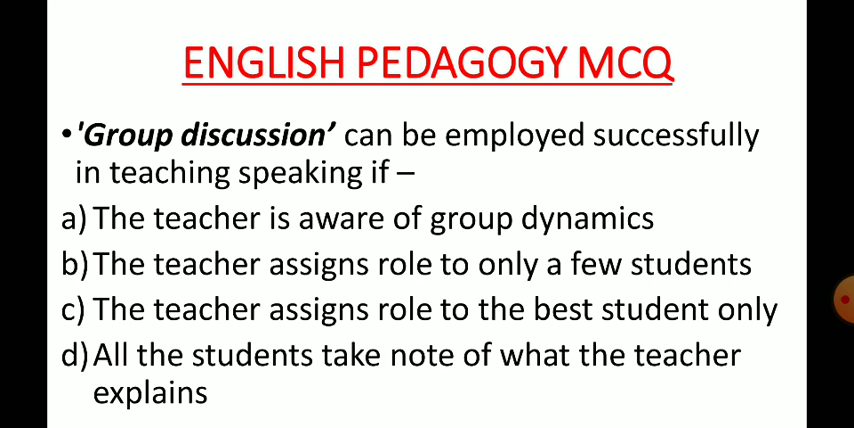 ENGLISH PEDAGOGY MCQ
• 'Group discussion’ can be employed successfully
in teaching speaking if –
a) The teacher is aware of group dynamics
b) The teacher assigns role to only a few students
c) The teacher assigns role to the best student only
d) All the students take note of what the teacher
explains